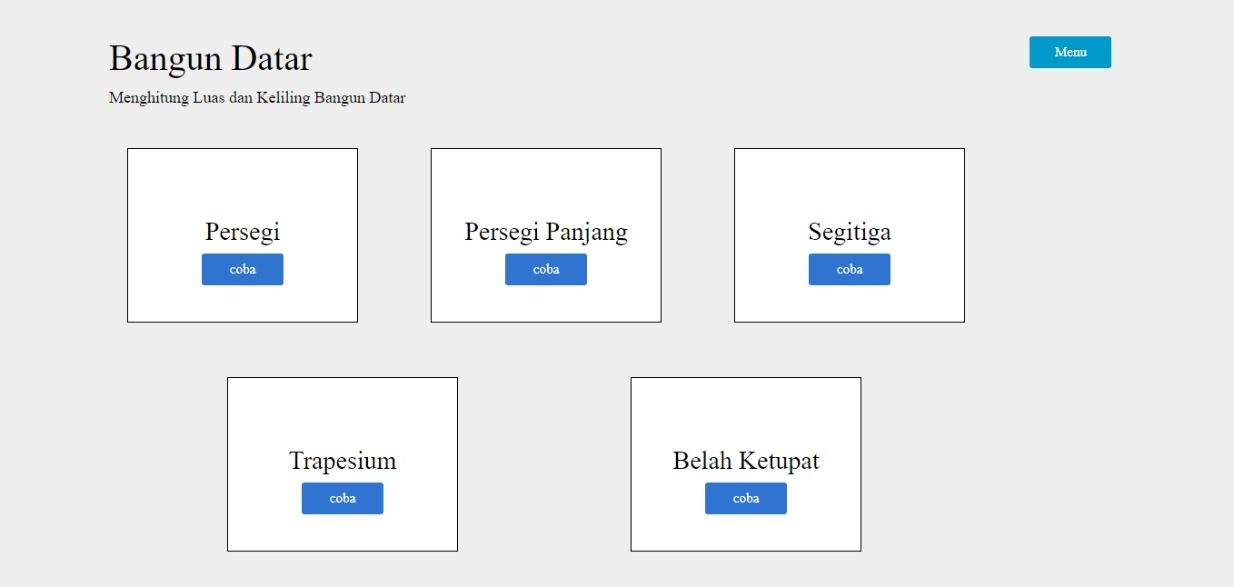 Bangun Datar
Menu
Menghitung Luas dan Keliling Bangun Datar
Persegi
coba
Persegi Panjang
coba
Segitiga
coba
Trapesium
coba
Belah Ketupat
coba